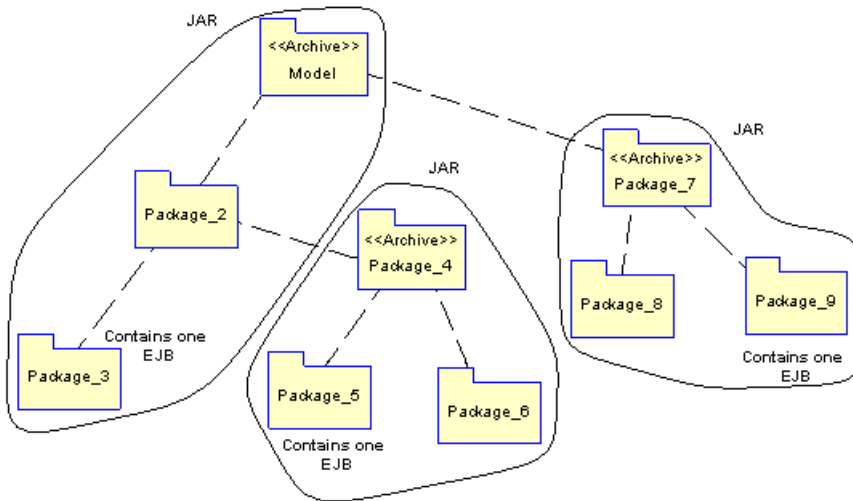 JAR
<<Archive>>
Model
JAR
<<Archive>>
Package_7
JAR
Package_2
<<Archive>>
Package_4
Package_8
Package_9
Contains one
EJB
Package_3
Contains one
EJB
Package_5
Package_6
Contains one
EJB